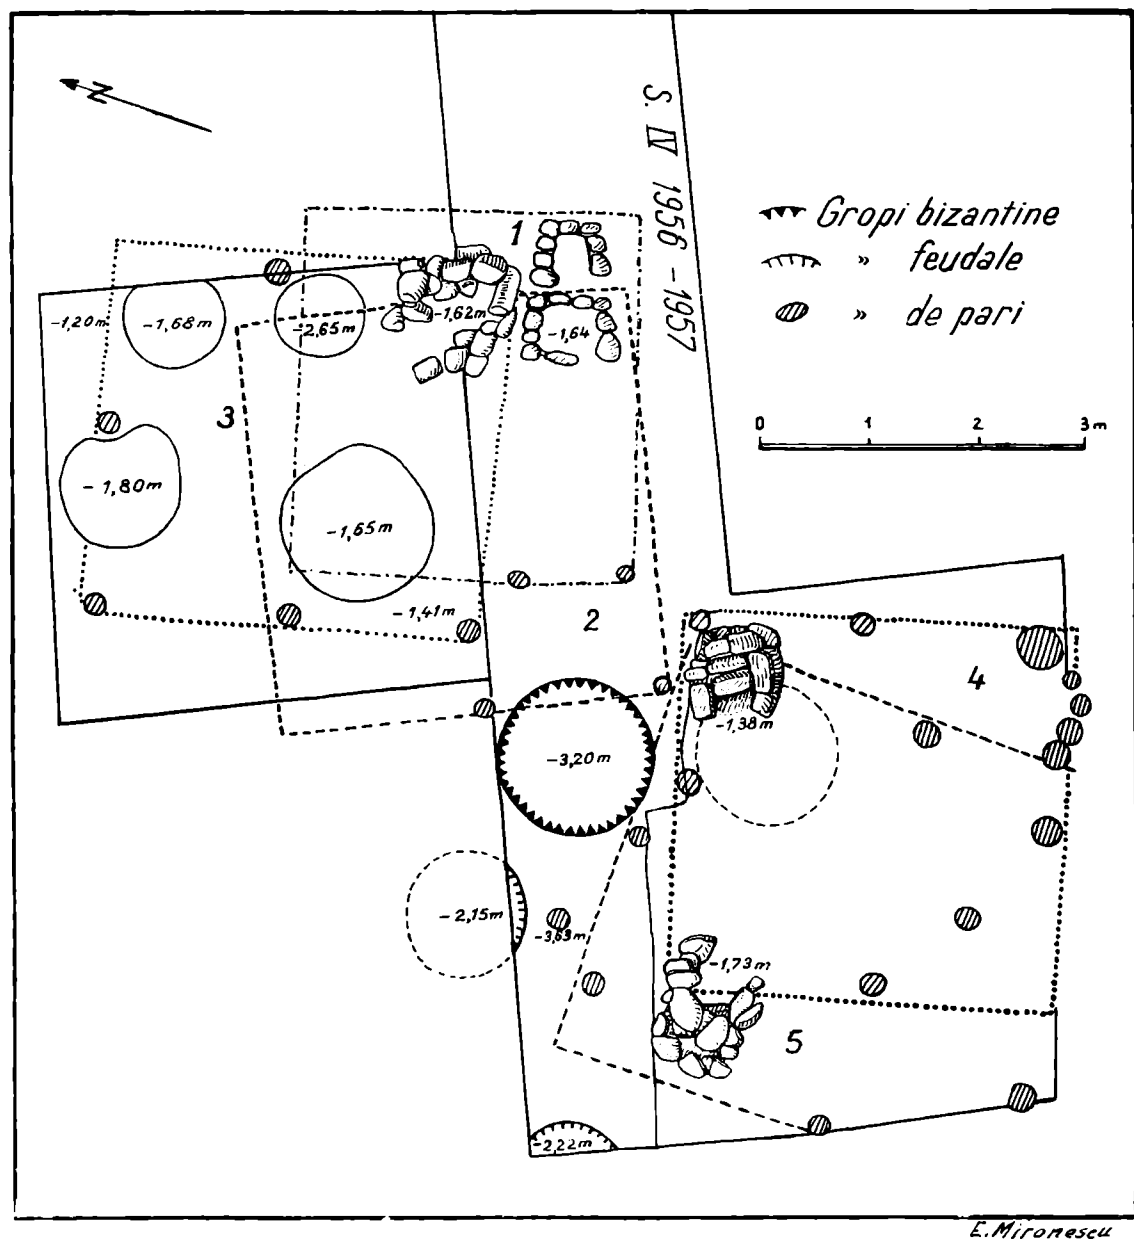 N
S. IV 1956-1957
Gropi bizantine
" feudale
" de pari
0 1 2 3 m
1
-1,20m
-1,68m
-2,65m
-1,62m
-1,64
3
-1,80m
-1,65m
-1,41m
2
4
-1,38m
-3,20m
-2,15m
-3,63m
-1,73m
5
-2,22m
E. Mironescu